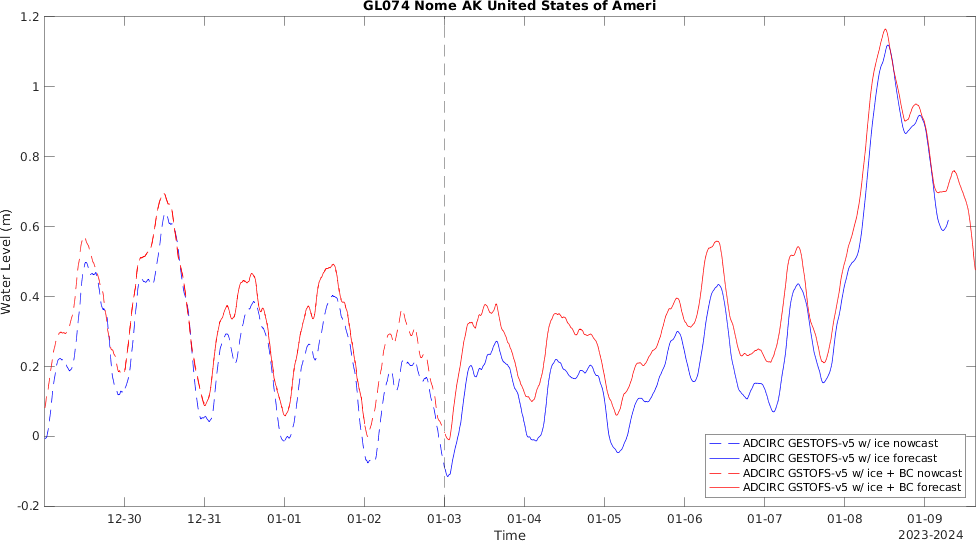 GL074 Nome AK United States of Ameri
1.2
1
0.8
0.6
0.4
0.2
0
-0.2
Water Level (m)
12-30 12-31 01-01 01-02 01-03 01-04 01-05 01-06 01-07 01-08 01-09
Time
2023-2024
ADCIRC GESTOFS-v5 w/ ice nowcast
ADCIRC GESTOFS-v5 w/ ice forecast
ADCIRC GSTOFS-v5 w/ ice + BC nowcast
ADCIRC GSTOFS-v5 w/ ice + BC forecast